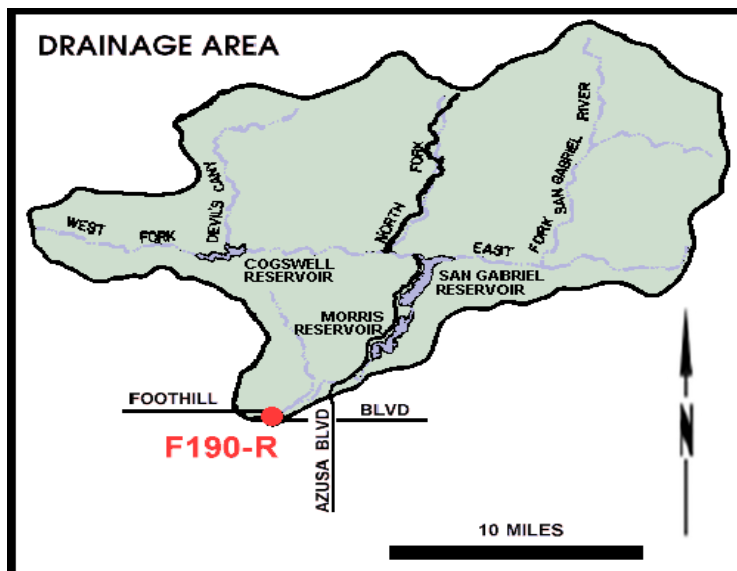 DRAINAGE AREA
WEST FORK
DEVIL'S CANY
NORTH FORK
EAST FORK SAN GABRIEL RIVER
COGSWELL
RESERVOIR
SAN GABRIEL
RESERVOIR
MORRIS
RESERVOIR
FOOTHILL BLVD
F190-R
AZUSA BLVD
N
10 MILES